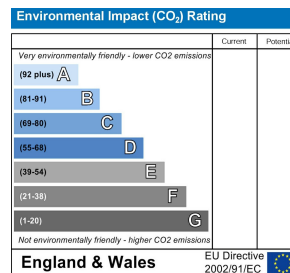 Environmental Impact (CO₂) Rating
Current
Very environmentally friendly - lower CO2 emissions
(92 plus) A
(81-91) B
(69-80) C
(55-68) D
(39-54) E
(21-38) F
(1-20) G
Not environmentally friendly - higher CO2 emissions
England & Wales
EU Directive
2002/91/EC